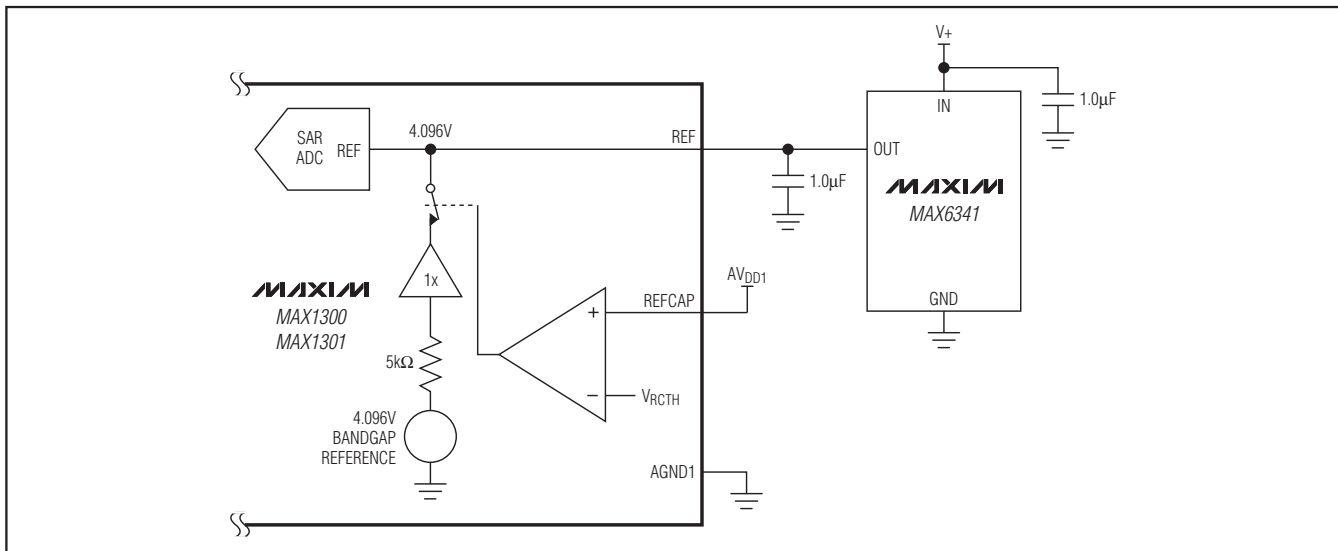 V+
IN
1.0µF
SAR
ADC
REF
4.096V
REF
OUT
1.0µF
MAXIM
MAX6341
GND
AVDD1
REFCAP
1x
MAXIM
MAX1300
MAX1301
+
−
VRCTH
5kΩ
4.096V
BANDGAP
REFERENCE
AGND1